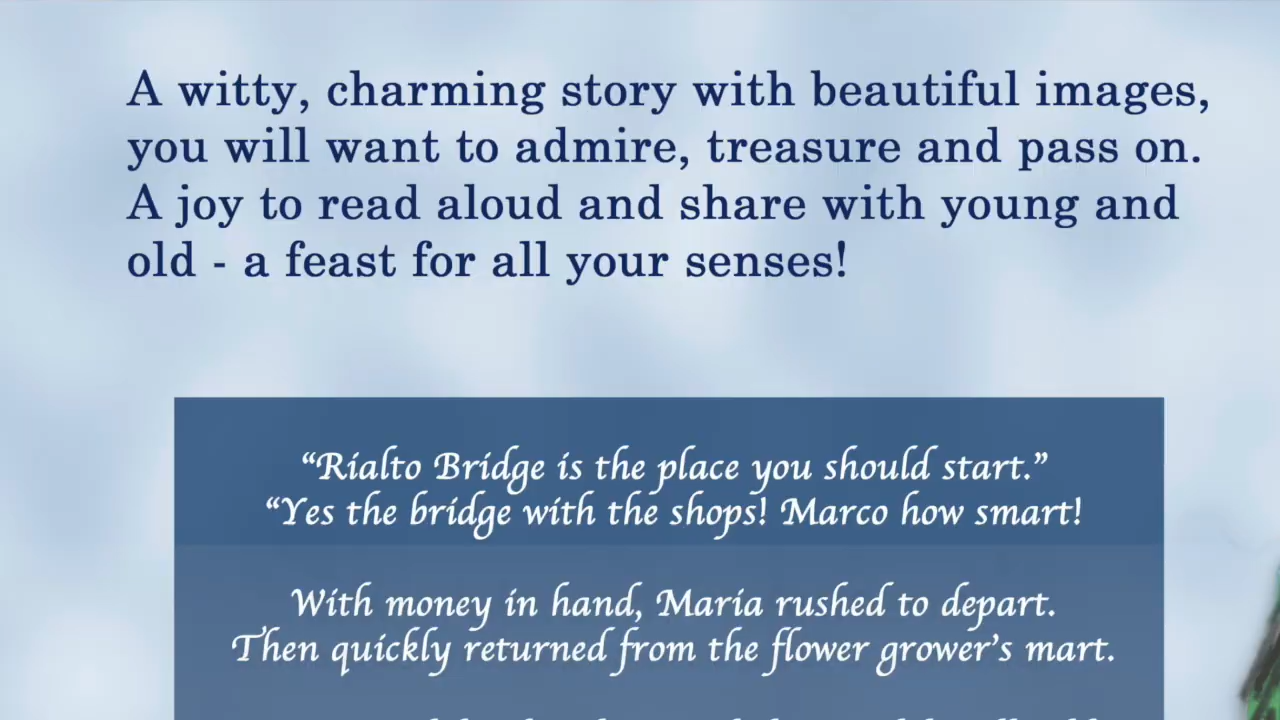 A witty, charming story with beautiful images,
you will want to admire, treasure and pass on.
A joy to read aloud and share with young and
old - a feast for all your senses!
“Rialto Bridge is the place you should start.”
“Yes the bridge with the shops! Marco how smart!
With money in hand, Maria rushed to depart.
Then quickly returned from the flower grower’s mart.